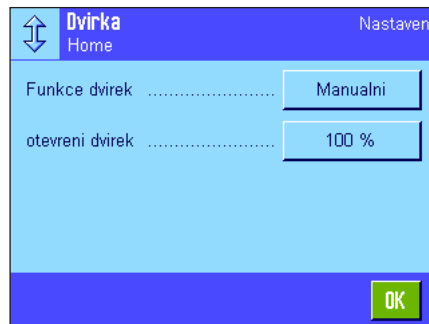 Dvirka
Nastaven
Home
Funkce dvirek ........................ Manualni
otevreni dvirek ........................ 100 %
OK